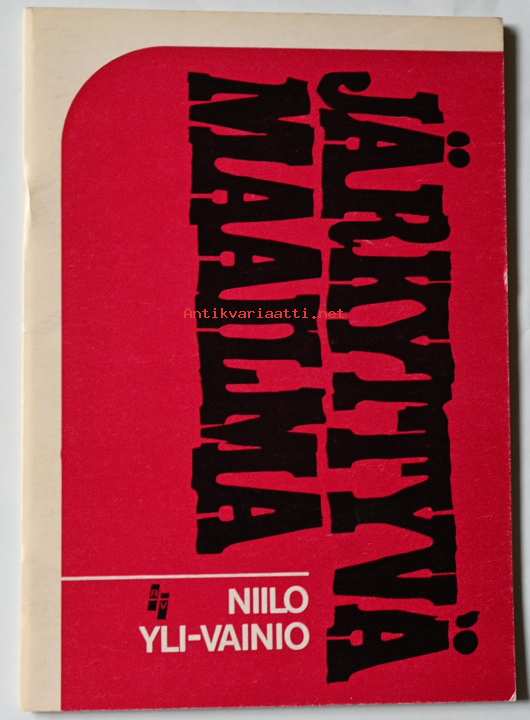 JÄRKYTTYVÄ
MAAILMA
Antikvariaatti.net
NIILO
YLI-VAINIO